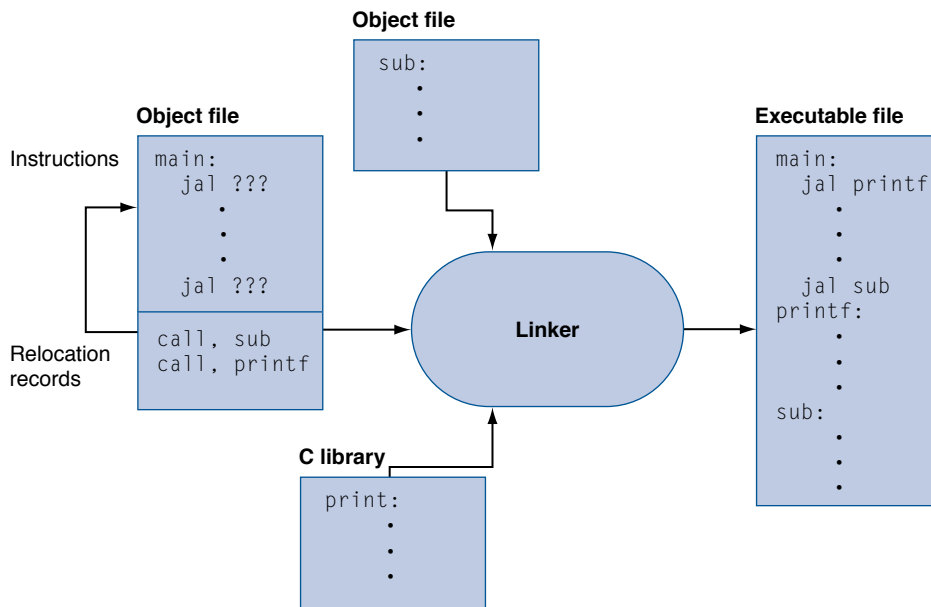 Object file
sub:
Object file
Instructions
main:
jal ???
jal ???
Relocation
records
call, sub
call, printf
Linker
C library
print:
Executable file
main:
jal printf
jal sub
printf:
sub: